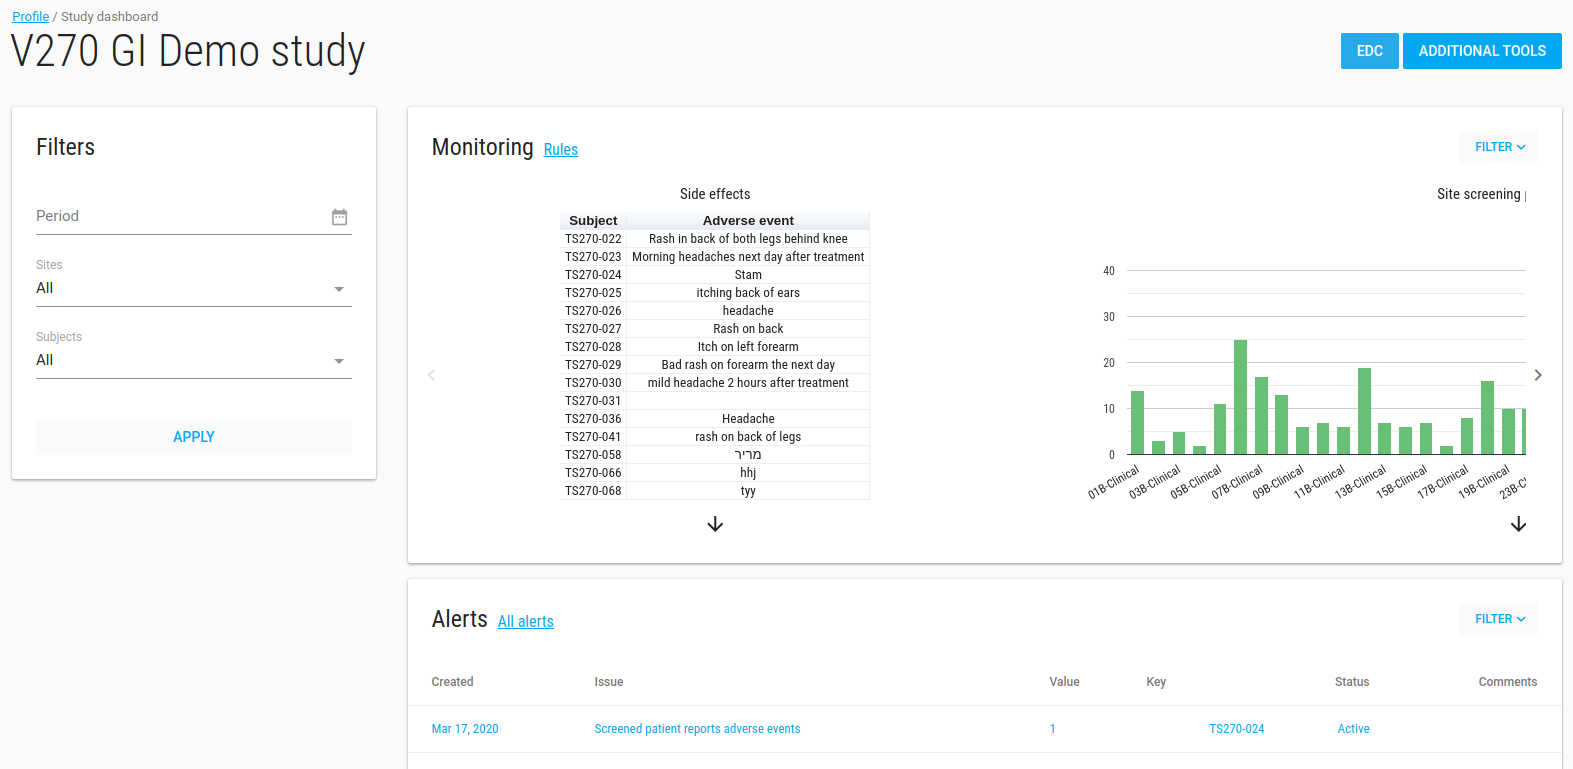 Profile / Study dashboard
V270 GI Demo study
EDC
ADDITIONAL TOOLS
Filters
Period
Sites
All
Subjects
All
APPLY
Monitoring Rules
FILTER
Side effects
Subject Adverse event
TS270-022 Rash in back of both legs behind knee
TS270-023 Morning headaches next day after treatment
TS270-024 Stam
TS270-025 itching back of ears
TS270-026 headache
TS270-027 Rash on back
TS270-028 Itch on left forearm
TS270-029 Bad rash on forearm the next day
TS270-030 mild headache 2 hours after treatment
TS270-031
TS270-036 Headache
TS270-041 rash on back of legs
TS270-058 מריר
TS270-066 hhj
TS270-068 tyy
Site screening
40
30
20
10
0
01B-Clinical
03B-Clinical
05B-Clinical
07B-Clinical
09B-Clinical
11B-Clinical
13B-Clinical
15B-Clinical
17B-Clinical
19B-Clinical
Alerts All alerts
FILTER
Created Issue Value Key Status Comments
Mar 17, 2020 Screened patient reports adverse events 1 TS270-024 Active